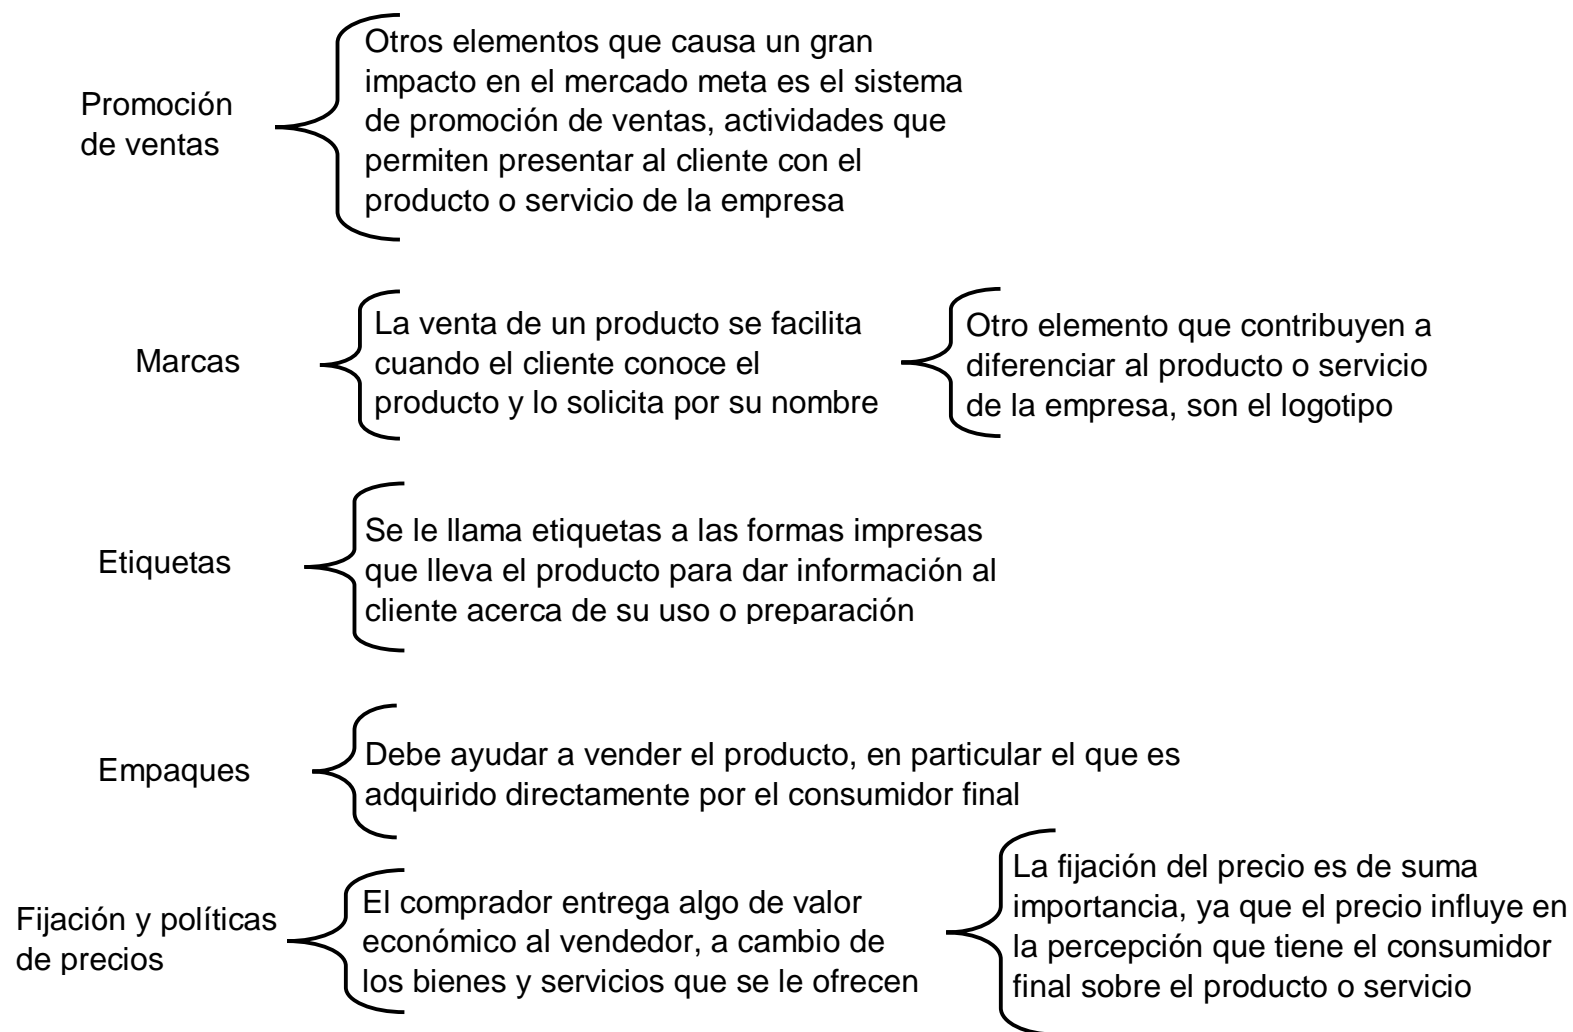 Promoción
de ventas
Otros elementos que causa un gran
impacto en el mercado meta es el sistema
de promoción de ventas, actividades que
permiten presentar al cliente con el
producto o servicio de la empresa
Marcas
La venta de un producto se facilita
cuando el cliente conoce el
producto y lo solicita por su nombre
Otro elemento que contribuyen a
diferenciar al producto o servicio
de la empresa, son el logotipo
Etiquetas
Se le llama etiquetas a las formas impresas
que lleva el producto para dar información al
cliente acerca de su uso o preparación
Empaques
Debe ayudar a vender el producto, en particular el que es
adquirido directamente por el consumidor final
Fijación y políticas
de precios
El comprador entrega algo de valor
económico al vendedor, a cambio de
los bienes y servicios que se le ofrecen
La fijación del precio es de suma
importancia, ya que el precio influye en
la percepción que tiene el consumidor
final sobre el producto o servicio